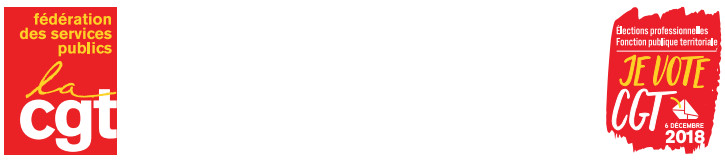 fédération
des services
publics
la
cgt
Élections professionnelles
Fonction publique territoriale
JE VOTE
CGT
6 DÉCEMBRE
2018